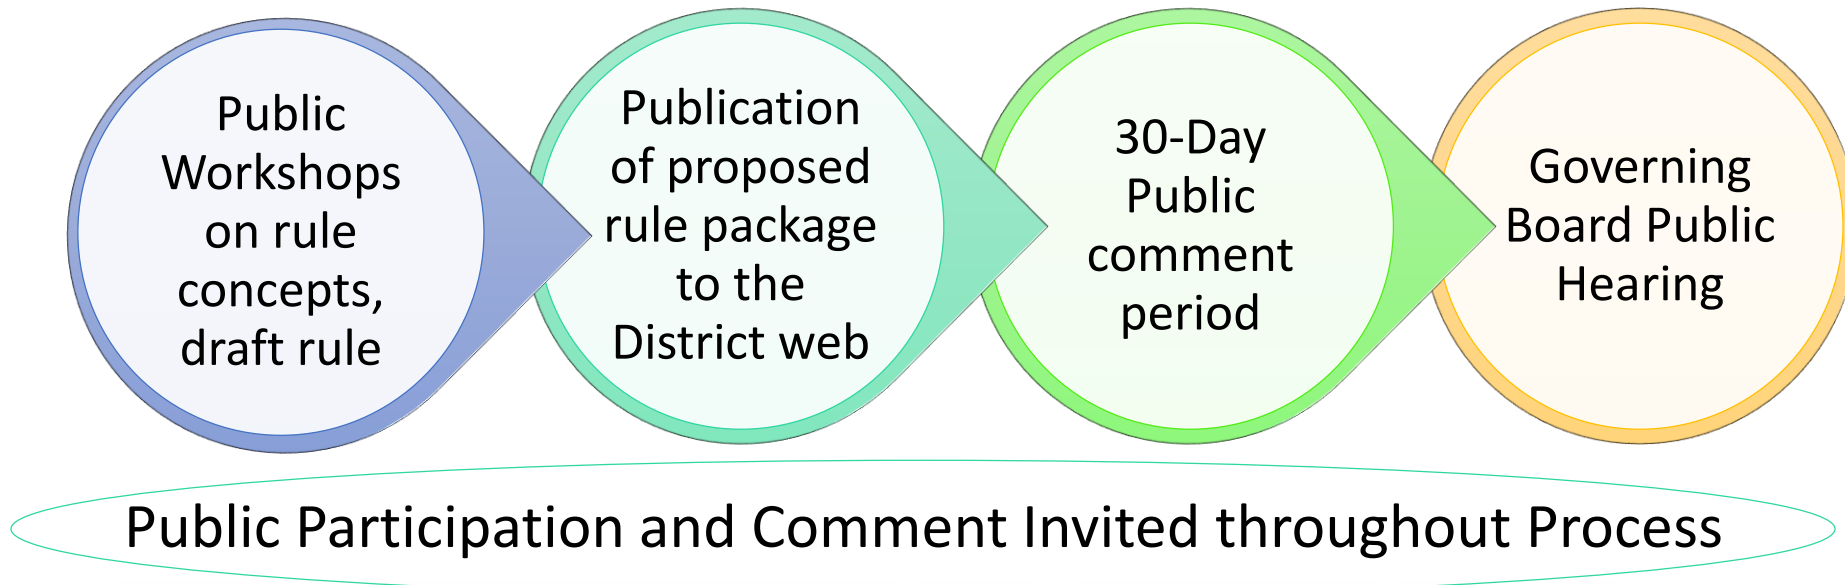 Public
Workshops
on rule
concepts,
draft rule
Publication
of proposed
rule package
to the
District web
30-Day
Public
comment
period
Governing
Board Public
Hearing
Public Participation and Comment Invited throughout Process